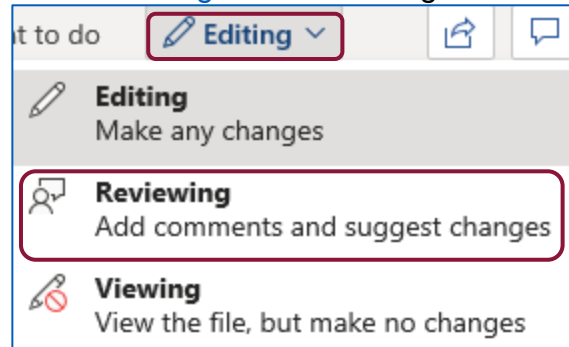 t to do Editing
Editing
Make any changes
Reviewing
Add comments and suggest changes
Viewing
View the file, but make no changes